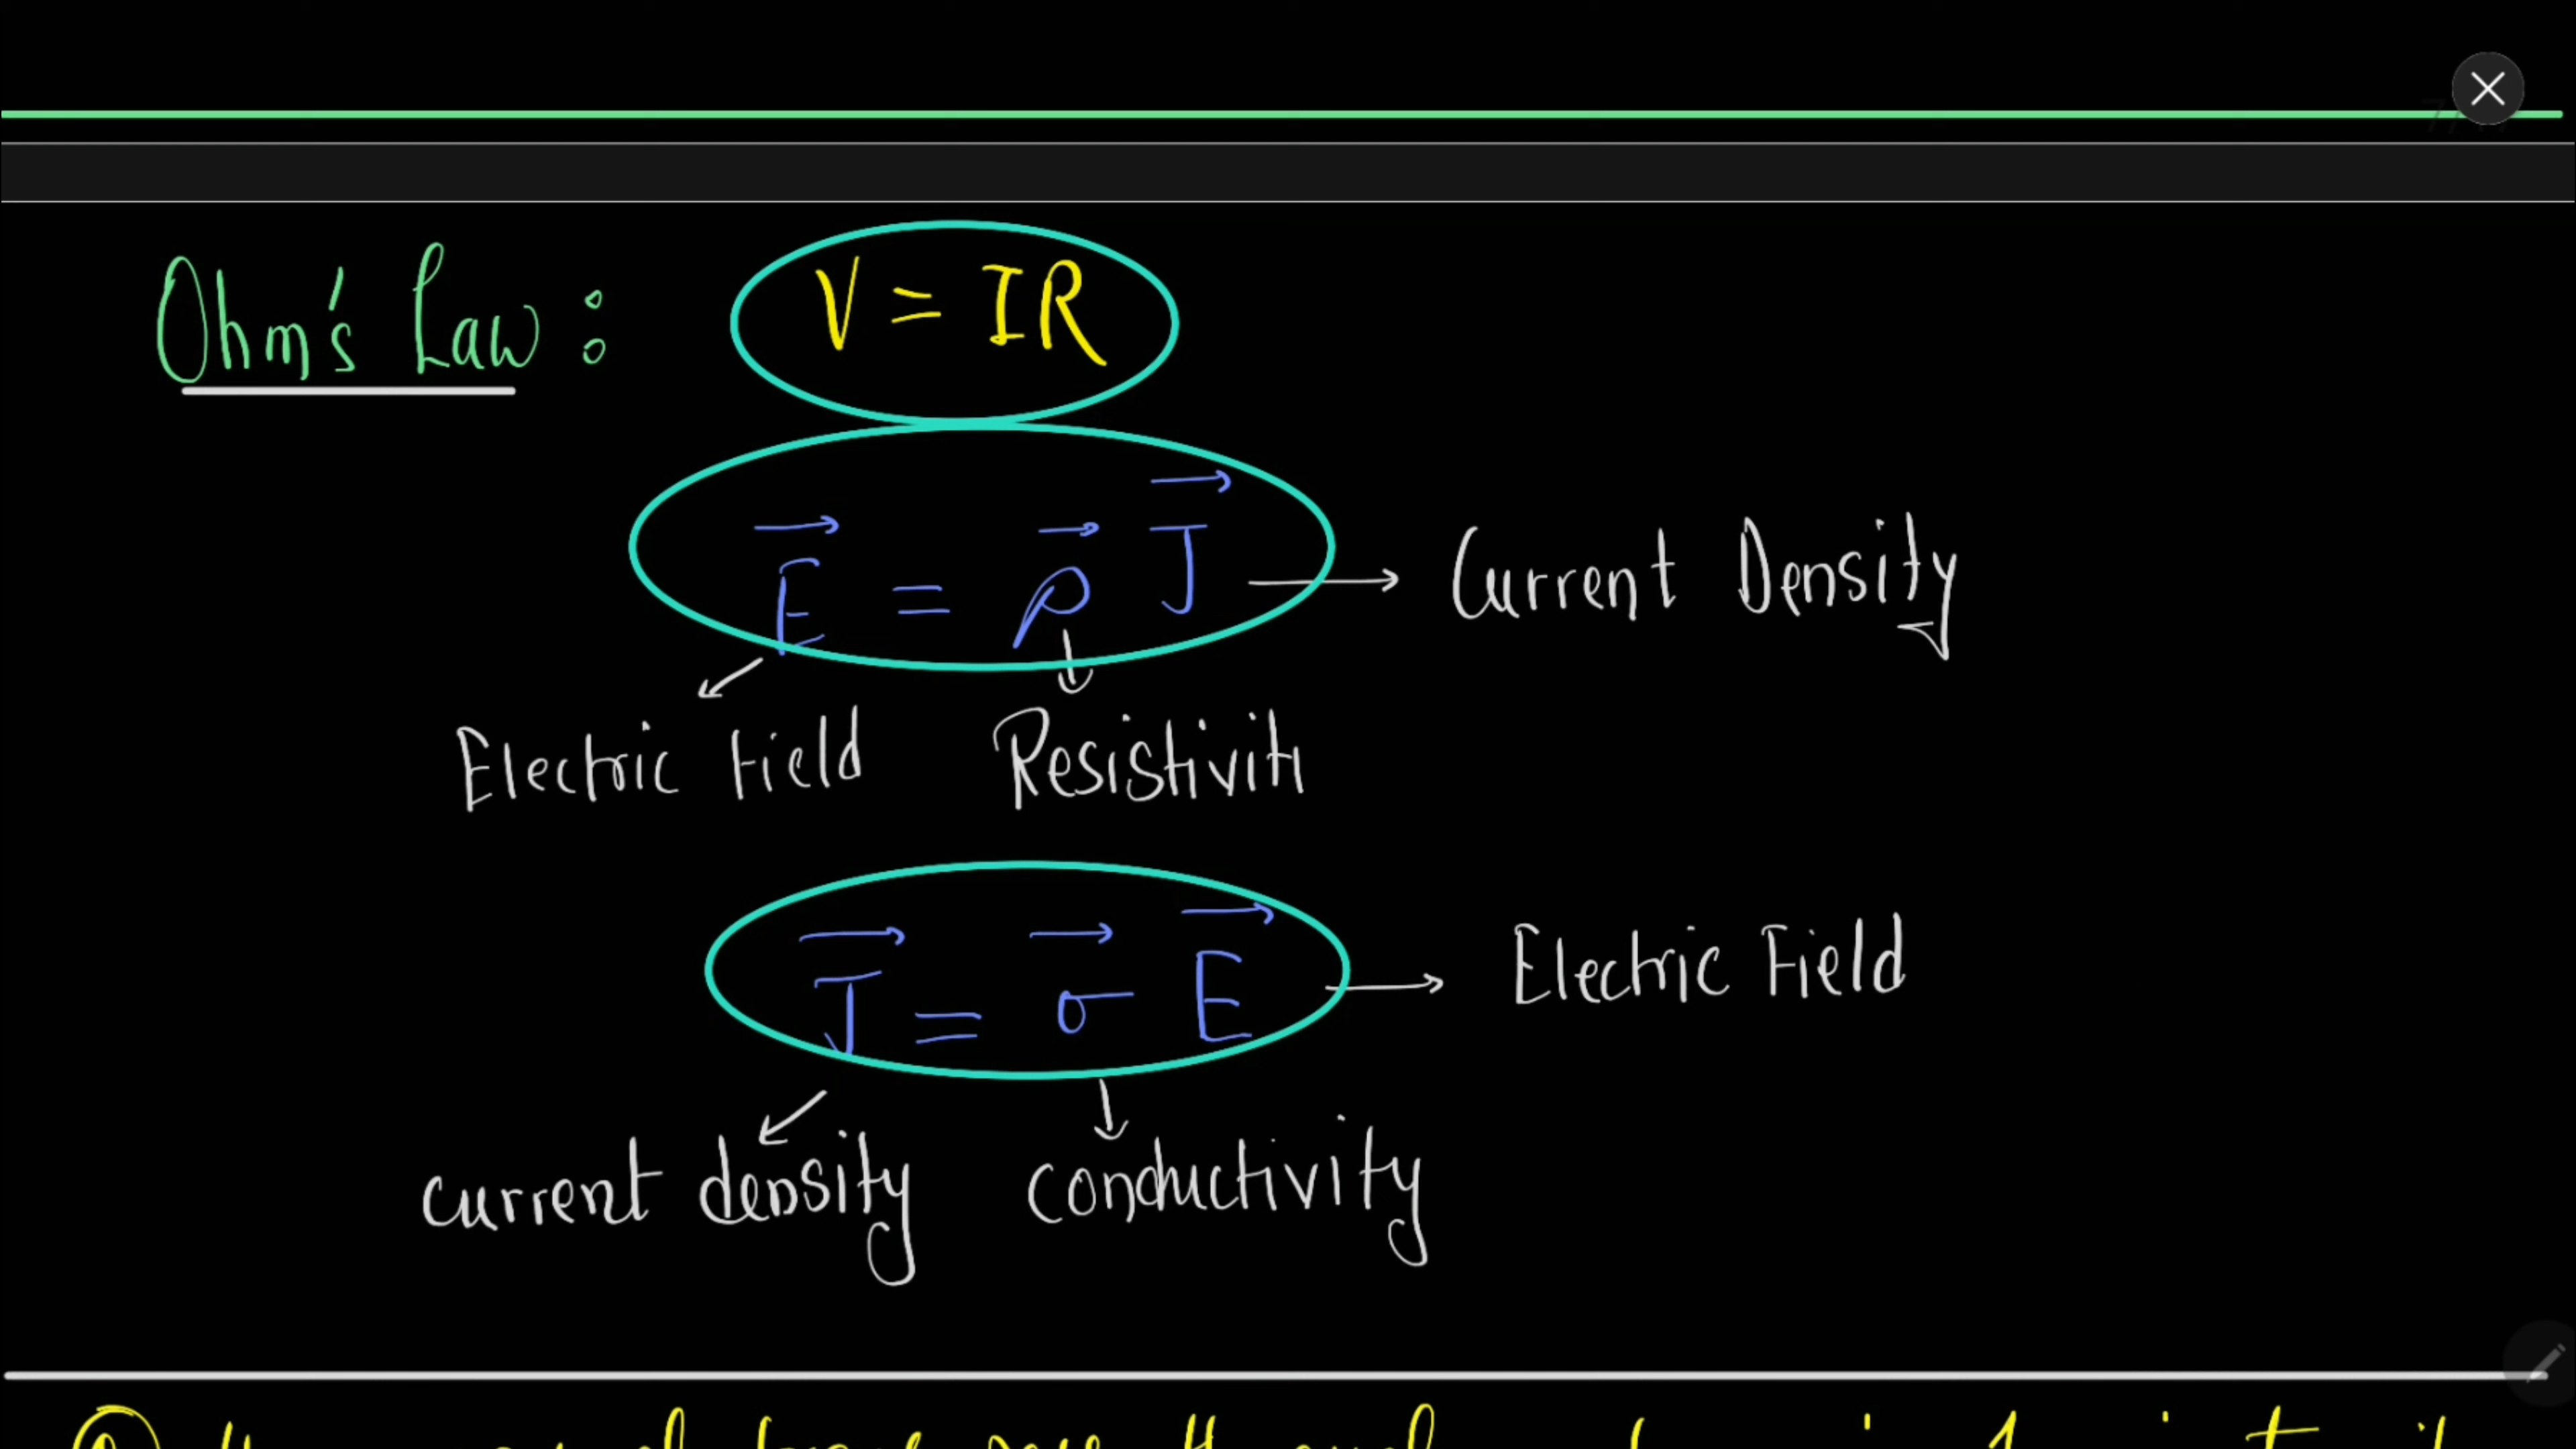 Ohm's Law : V = IR
E⃗ = ρ⃗ J⃗ → Current Density
Electric Field Resistiviti
J⃗ = σ⃗ E⃗ → Electric Field
current density conductivity